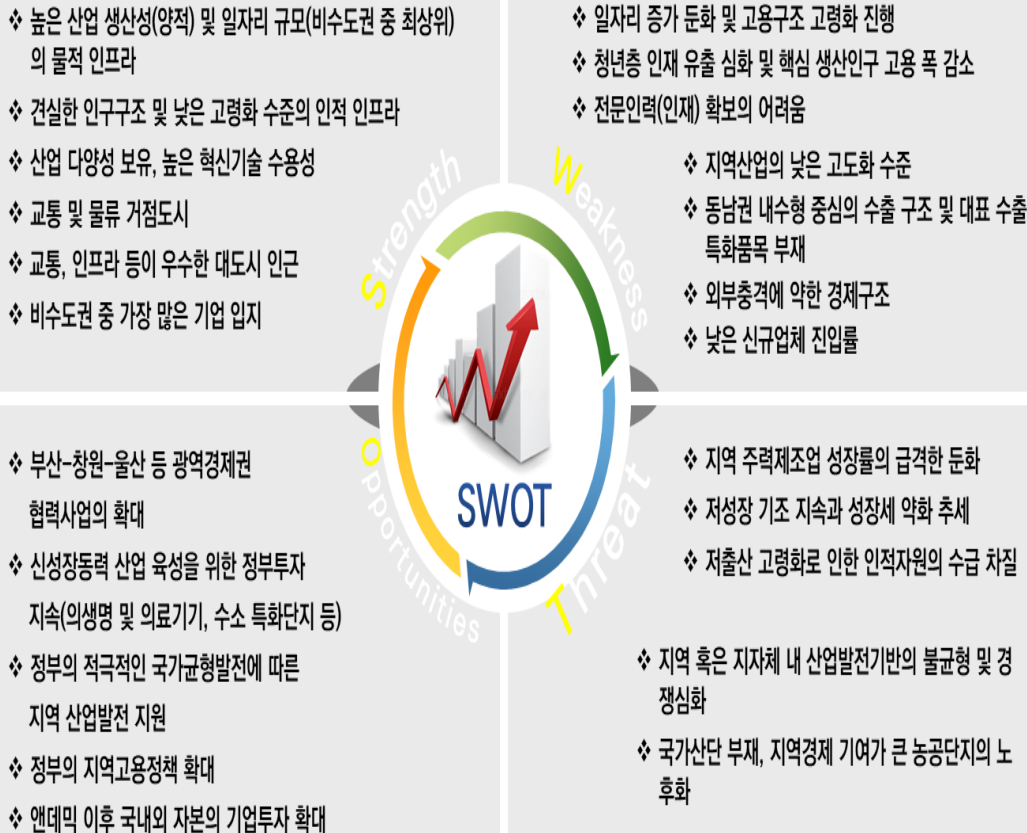 ❖ 높은 산업 생산성(양적) 및 일자리 규모(비수도권 중 최상위)
의 물적 인프라
❖ 견실한 인구구조 및 낮은 고령화 수준의 인적 인프라
❖ 산업 다양성 보유, 높은 혁신기술 수용성
❖ 교통 및 물류 거점도시
❖ 교통, 인프라 등이 우수한 대도시 인근
❖ 비수도권 중 가장 많은 기업 입지
Strength
❖ 일자리 증가 둔화 및 고용구조 고령화 진행
❖ 청년층 인재 유출 심화 및 핵심 생산인구 고용 폭 감소
❖ 전문인력(인재) 확보의 어려움
❖ 지역산업의 낮은 고도화 수준
❖ 동남권 내수형 중심의 수출 구조 및 대표 수출
특화품목 부재
❖ 외부충격에 약한 경제구조
❖ 낮은 신규업체 진입률
Weakness
SWOT
❖ 부산-창원-울산 등 광역경제권
협력사업의 확대
❖ 신성장동력 산업 육성을 위한 정부투자
지속(의생명 및 의료기기, 수소 특화단지 등)
❖ 정부의 적극적인 국가균형발전에 따른
지역 산업발전 지원
❖ 정부의 지역고용정책 확대
❖ 앤데믹 이후 국내외 자본의 기업투자 확대
Opportunities
❖ 지역 주력제조업 성장률의 급격한 둔화
❖ 저성장 기조 지속과 성장세 약화 추세
❖ 저출산 고령화로 인한 인적자원의 수급 차질
❖ 지역 혹은 지자체 내 산업발전기반의 불균형 및 경
쟁심화
❖ 국가산단 부재, 지역경제 기여가 큰 농공단지의 노
후화
Threat